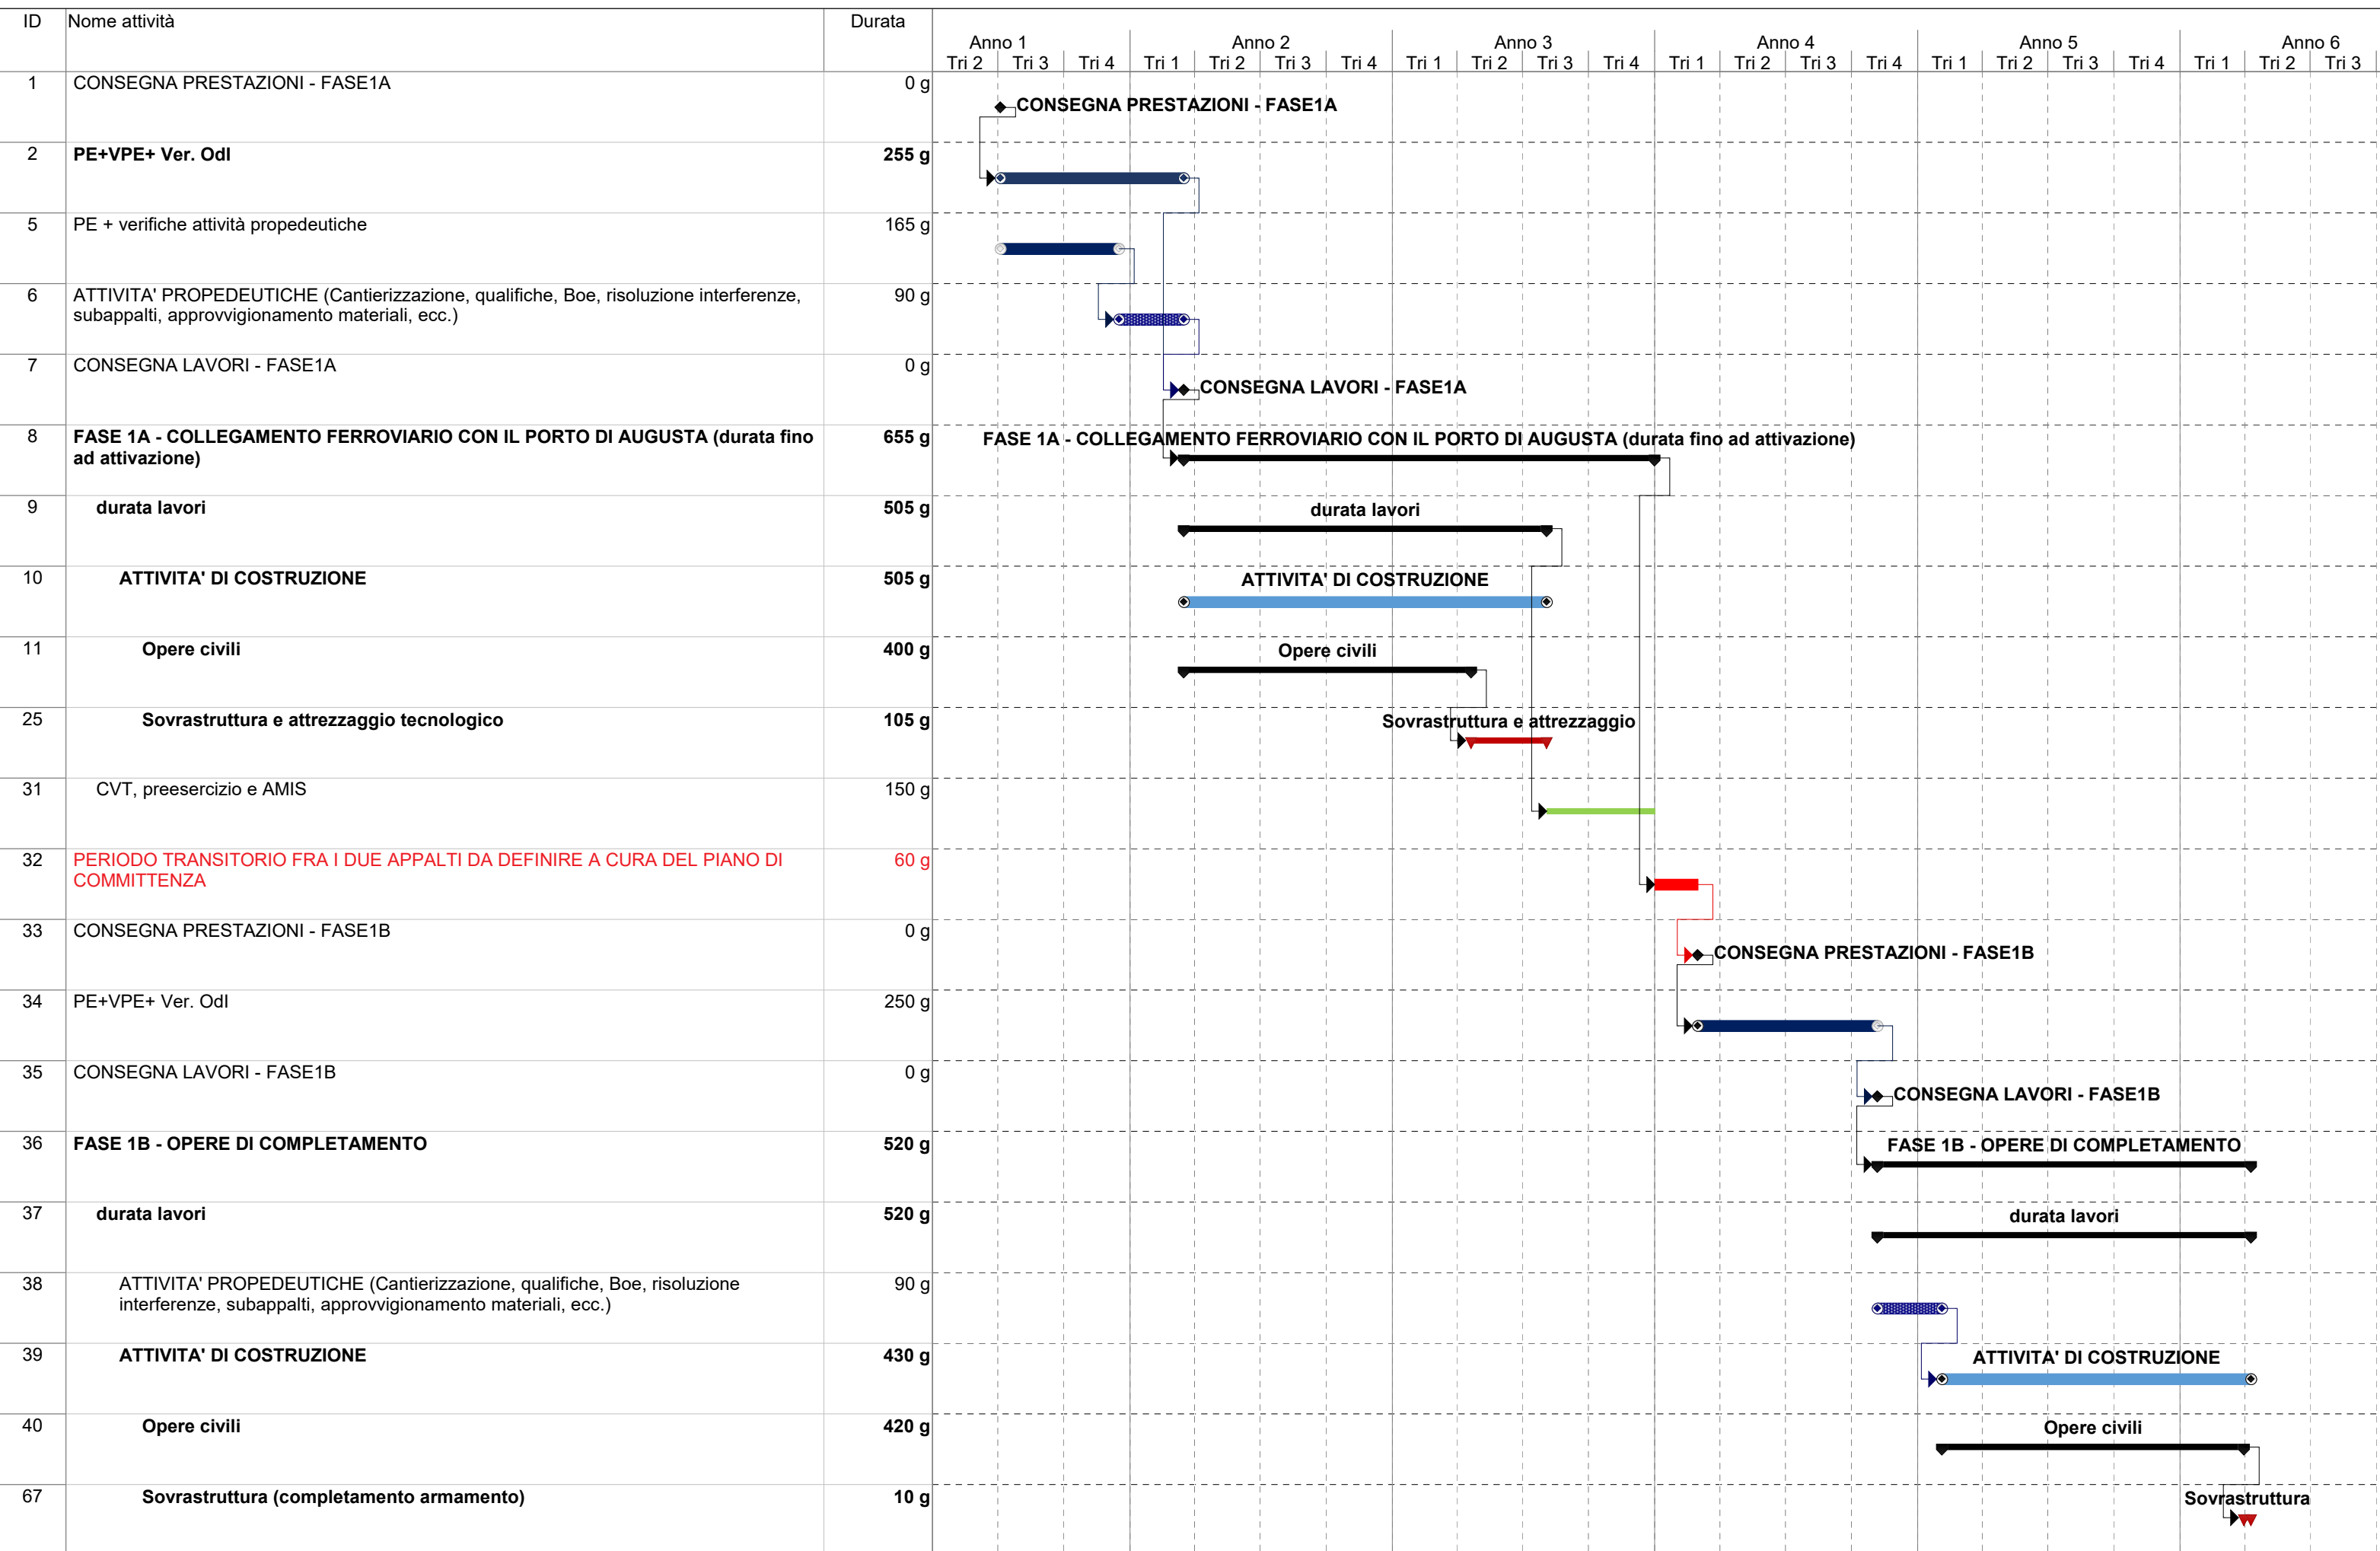 ID Nome attività Durata
Anno 1 Anno 2 Anno 3 Anno 4 Anno 5 Anno 6
Tri 2 Tri 3 Tri 4 Tri 1 Tri 2 Tri 3 Tri 4 Tri 1 Tri 2 Tri 3 Tri 4 Tri 1 Tri 2 Tri 3 Tri 4 Tri 1 Tri 2 Tri 3 Tri 4 Tri 1 Tri 2 Tri 3
1 CONSEGNA PRESTAZIONI - FASE1A 0 g
CONSEGNA PRESTAZIONI - FASE1A
2 PE+VPE+ Ver. OdI 255 g
5 PE + verifiche attività propedeutiche 165 g
6 ATTIVITA' PROPEDEUTICHE (Cantierizzazione, qualifiche, Boe, risoluzione interferenze, 90 g
subappalti, approvvigionamento materiali, ecc.)
7 CONSEGNA LAVORI - FASE1A 0 g
CONSEGNA LAVORI - FASE1A
8 FASE 1A - COLLEGAMENTO FERROVIARIO CON IL PORTO DI AUGUSTA (durata fino 655 g
ad attivazione)
FASE 1A - COLLEGAMENTO FERROVIARIO CON IL PORTO DI AUGUSTA (durata fino ad attivazione)
9 durata lavori 505 g
durata lavori
10 ATTIVITA' DI COSTRUZIONE 505 g
ATTIVITA' DI COSTRUZIONE
11 Opere civili 400 g
Opere civili
25 Sovrastruttura e attrezzaggio tecnologico 105 g
Sovrastruttura e attrezzaggio
31 CVT, preesercizio e AMIS 150 g
32 PERIODO TRANSITORIO FRA I DUE APPALTI DA DEFINIRE A CURA DEL PIANO DI 60 g
COMMITTENZA
33 CONSEGNA PRESTAZIONI - FASE1B 0 g
CONSEGNA PRESTAZIONI - FASE1B
34 PE+VPE+ Ver. OdI 250 g
35 CONSEGNA LAVORI - FASE1B 0 g
CONSEGNA LAVORI - FASE1B
36 FASE 1B - OPERE DI COMPLETAMENTO 520 g
FASE 1B - OPERE DI COMPLETAMENTO
37 durata lavori 520 g
durata lavori
38 ATTIVITA' PROPEDEUTICHE (Cantierizzazione, qualifiche, Boe, risoluzione 90 g
interferenze, subappalti, approvvigionamento materiali, ecc.)
39 ATTIVITA' DI COSTRUZIONE 430 g
ATTIVITA' DI COSTRUZIONE
40 Opere civili 420 g
Opere civili
67 Sovrastruttura (completamento armamento) 10 g
Sovrastruttura